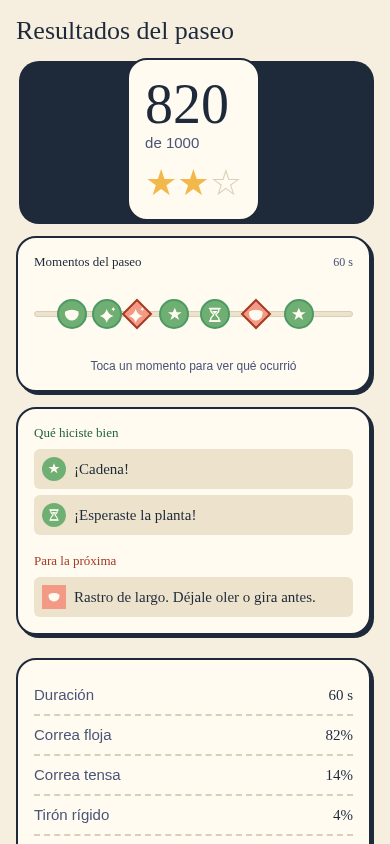 Resultados del paseo
820
de 1000
Momentos del paseo
60 s
Toca un momento para ver qué ocurrió
Qué hiciste bien
¡Cadena!
¡Esperaste la planta!
Para la próxima
Rastro de largo. Déjale oler o gira antes.
Duración
60 s
Correa floja
82%
Correa tensa
14%
Tirón rígido
4%